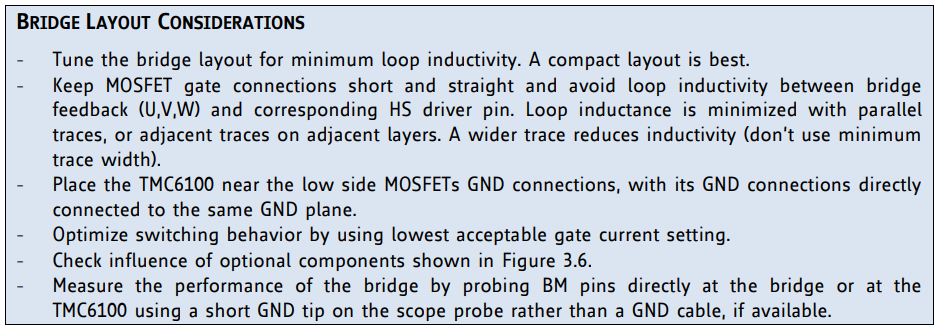 BRIDGE LAYOUT CONSIDERATIONS
- Tune the bridge layout for minimum loop inductivity. A compact layout is best.
- Keep MOSFET gate connections short and straight and avoid loop inductivity between bridge
feedback (U,V,W) and corresponding HS driver pin. Loop inductance is minimized with parallel
traces, or adjacent traces on adjacent layers. A wider trace reduces inductivity (don't use minimum
trace width).
- Place the TMC6100 near the low side MOSFETs GND connections, with its GND connections directly
connected to the same GND plane.
- Optimize switching behavior by using lowest acceptable gate current setting.
- Check influence of optional components shown in Figure 3.6.
- Measure the performance of the bridge by probing BM pins directly at the bridge or at the
TMC6100 using a short GND tip on the scope probe rather than a GND cable, if available.